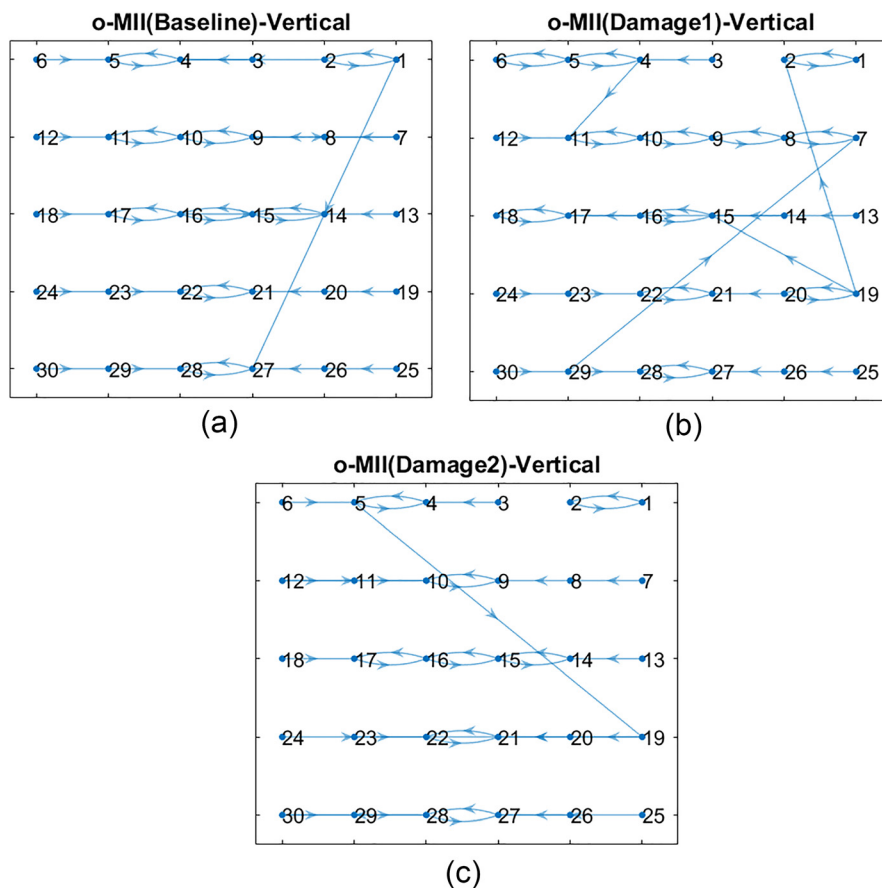 o-MII(Baseline)-Vertical
6 5 4 3 2 1
12 11 10 9 8 7
18 17 16 15 14 13
24 23 22 21 20 19
30 29 28 27 26 25
(a)
o-MII(Damage1)-Vertical
6 5 4 3 2 1
12 11 10 9 8 7
18 17 16 15 14 13
24 23 22 21 20 19
30 29 28 27 26 25
(b)
o-MII(Damage2)-Vertical
6 5 4 3 2 1
12 11 10 9 8 7
18 17 16 15 14 13
24 23 22 21 20 19
30 29 28 27 26 25
(c)